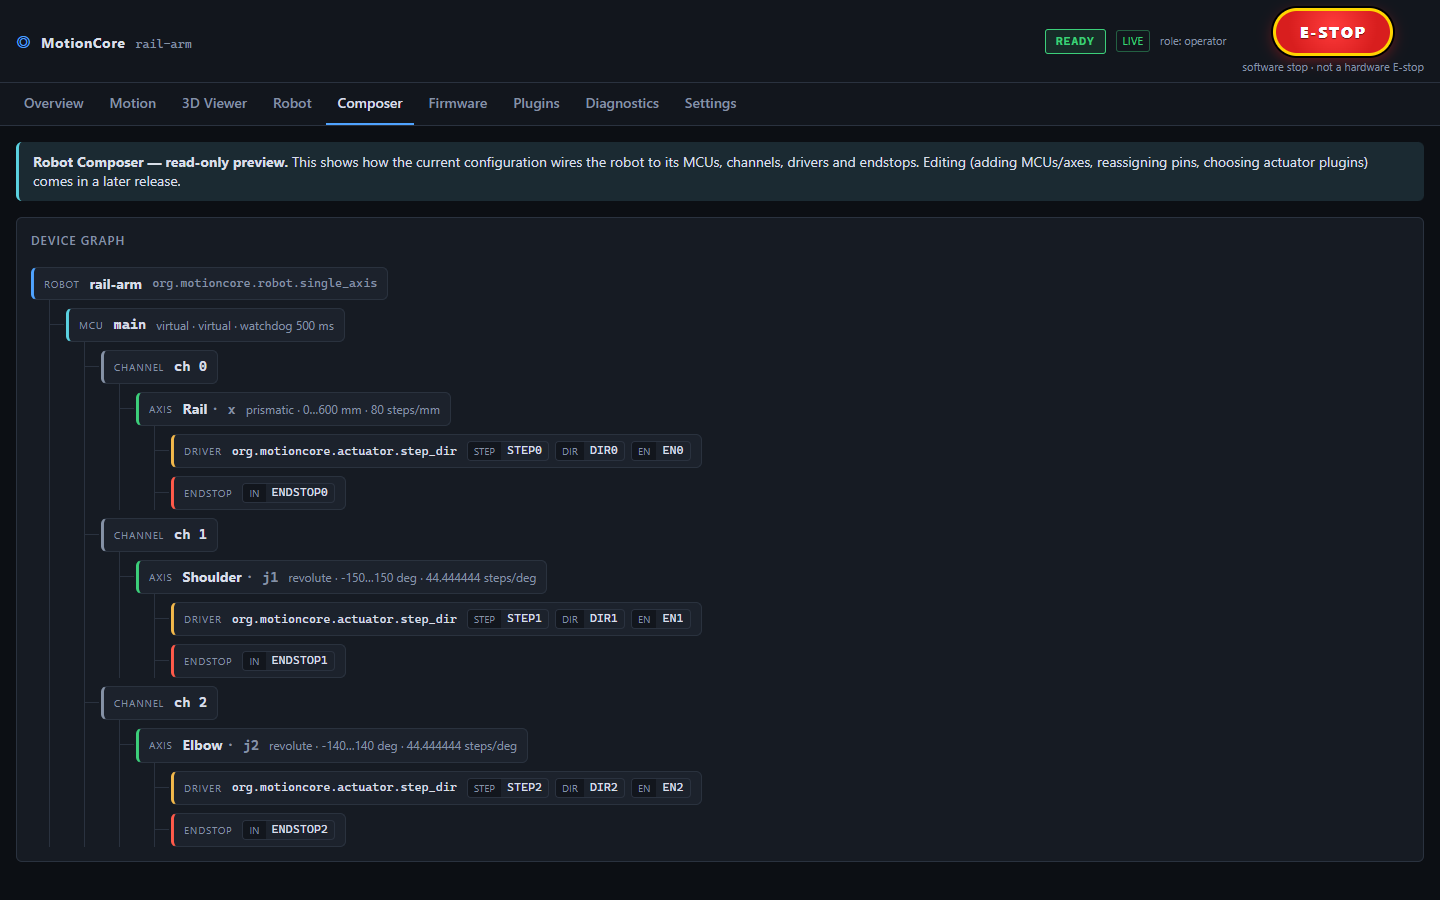 MotionCore rail-arm
READY LIVE role: operator
E-STOP
software stop · not a hardware E-stop
Overview Motion 3D Viewer Robot Composer Firmware Plugins Diagnostics Settings
Robot Composer — read-only preview. This shows how the current configuration wires the robot to its MCUs, channels, drivers and endstops. Editing (adding MCUs/axes, reassigning pins, choosing actuator plugins)
comes in a later release.
DEVICE GRAPH
ROBOT rail-arm org.motioncore.robot.single_axis
MCU main virtual · virtual · watchdog 500 ms
CHANNEL ch 0
AXIS Rail · x prismatic · 0...600 mm · 80 steps/mm
DRIVER org.motioncore.actuator.step_dir STEP STEP0 DIR DIR0 EN EN0
ENDSTOP IN ENDSTOP0
CHANNEL ch 1
AXIS Shoulder · j1 revolute · -150...150 deg · 44.444444 steps/deg
DRIVER org.motioncore.actuator.step_dir STEP STEP1 DIR DIR1 EN EN1
ENDSTOP IN ENDSTOP1
CHANNEL ch 2
AXIS Elbow · j2 revolute · -140...140 deg · 44.444444 steps/deg
DRIVER org.motioncore.actuator.step_dir STEP STEP2 DIR DIR2 EN EN2
ENDSTOP IN ENDSTOP2